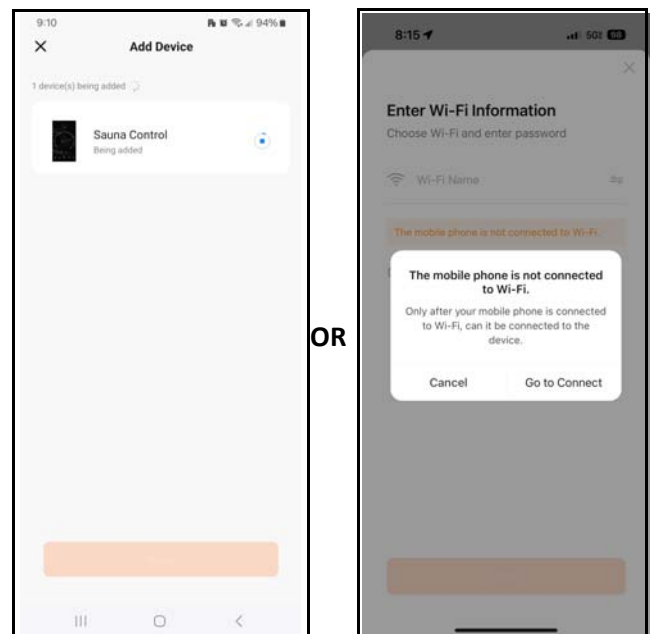 9:10
94%
Add Device
1 device(s) being added
Sauna Control
Being added
OR
8:15
Enter Wi-Fi Information
Choose Wi-Fi and enter password
Wi-Fi Name
The mobile phone is not connected to Wi-Fi.
The mobile phone is not connected
to Wi-Fi.
Only after your mobile phone is connected
to Wi-Fi, can it be connected to the
device.
Cancel
Go to Connect